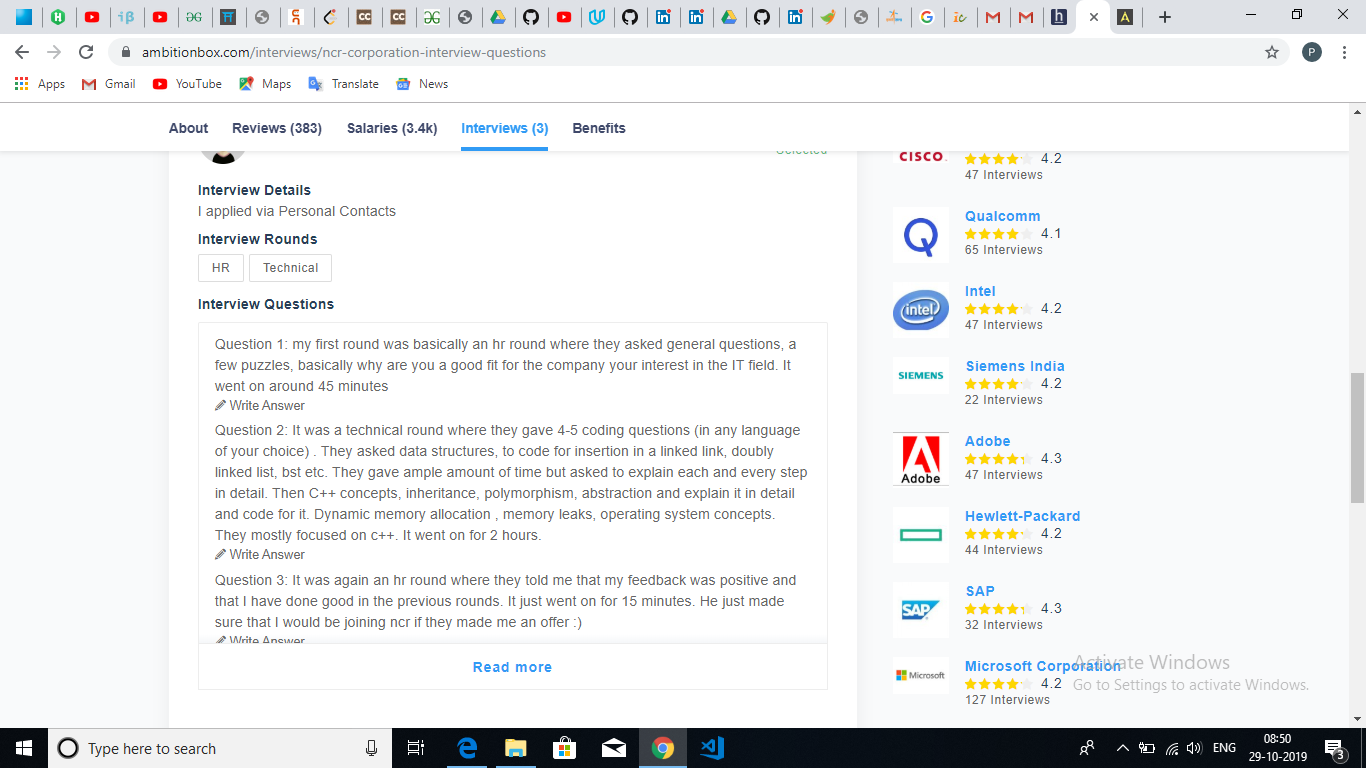 ambitionbox.com/interviews/ncr-corporation-interview-questions
P
Apps
Gmail
YouTube
Maps
Translate
News
About
Reviews (383)
Salaries (3.4k)
Interviews (3)
Benefits
Selected
Interview Details
I applied via Personal Contacts
Interview Rounds
HR
Technical
Interview Questions
Question 1: my first round was basically an hr round where they asked general questions, a
few puzzles, basically why are you a good fit for the company your interest in the IT field. It
went on around 45 minutes
Write Answer
Question 2: It was a technical round where they gave 4-5 coding questions (in any language
of your choice) . They asked data structures, to code for insertion in a linked link, doubly
linked list, bst etc. They gave ample amount of time but asked to explain each and every step
in detail. Then C++ concepts, inheritance, polymorphism, abstraction and explain it in detail
and code for it. Dynamic memory allocation , memory leaks, operating system concepts.
They mostly focused on c++. It went on for 2 hours.
Write Answer
Question 3: It was again an hr round where they told me that my feedback was positive and
that I have done good in the previous rounds. It just went on for 15 minutes. He just made
sure that I would be joining ncr if they made me an offer :)
Write Answer
Read more
CISCO.
4.2
47 Interviews
Qualcomm
4.1
65 Interviews
intel
Intel
4.2
47 Interviews
SIEMENS
Siemens India
4.2
22 Interviews
Adobe
Adobe
4.3
47 Interviews
Hewlett-Packard
4.2
44 Interviews
SAP
SAP
4.3
32 Interviews
Microsoft
Microsoft Corporation
4.2
127 Interviews
Activate Windows
Go to Settings to activate Windows.
Type here to search
ENG
08:50
29-10-2019
3